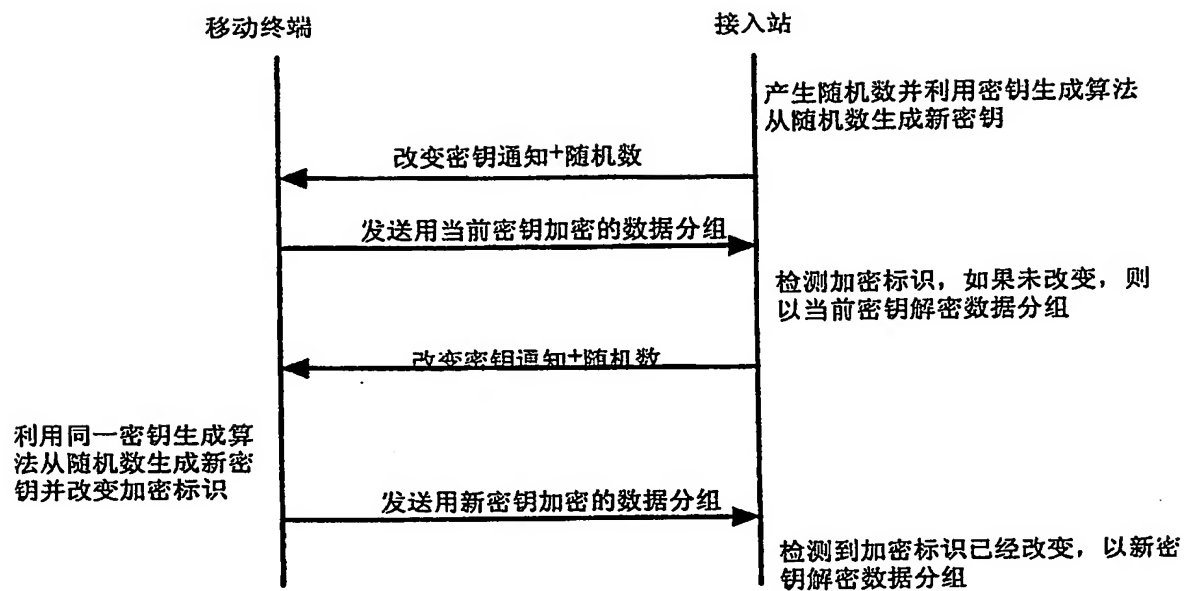 移动终端
接入站
产生随机数并利用密钥生成算法
从随机数生成新密钥
改变密钥通知+随机数
发送用当前密钥加密的数据分组
检测加密标识，如果未改变，则
以当前密钥解密数据分组
改变密钥通知+随机数
利用同一密钥生成算
法从随机数生成新密
钥并改变加密标识
发送用新密钥加密的数据分组
检测到加密标识已经改变，以新密
钥解密数据分组